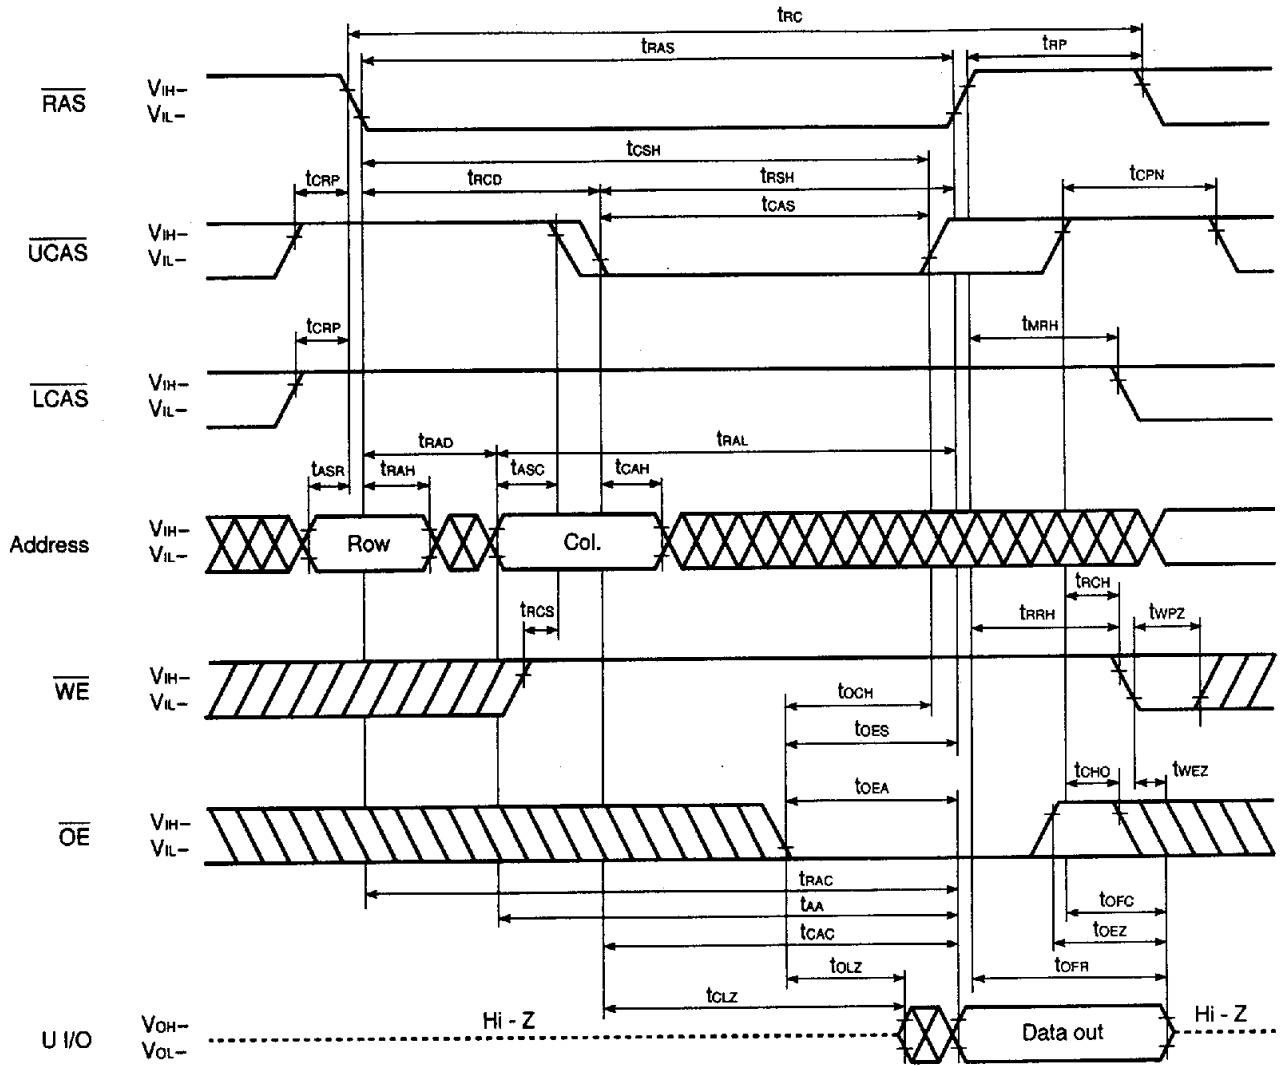 tRC
tRAS
tRP
RAS
VIH–
VIL–
tCSH
tCRP
tRCD
tRSH
tCPN
tCAS
UCAS
VIH–
VIL–
tCRP
tMRH
LCAS
VIH–
VIL–
tRAD
tRAL
tASR
tRAH
tASC
tCAH
Address
VIH–
VIL–
Row
Col.
tRCH
tRCS
tRRH
tWPZ
WE
VIH–
VIL–
tOCH
tOES
tCHO
tWEZ
tOEA
OE
VIH–
VIL–
tRAC
tAA
tOFC
tCAC
tOEZ
tOLZ
tOFR
tCLZ
U I/O
VOH–
VOL–
Hi - Z
Data out
Hi - Z